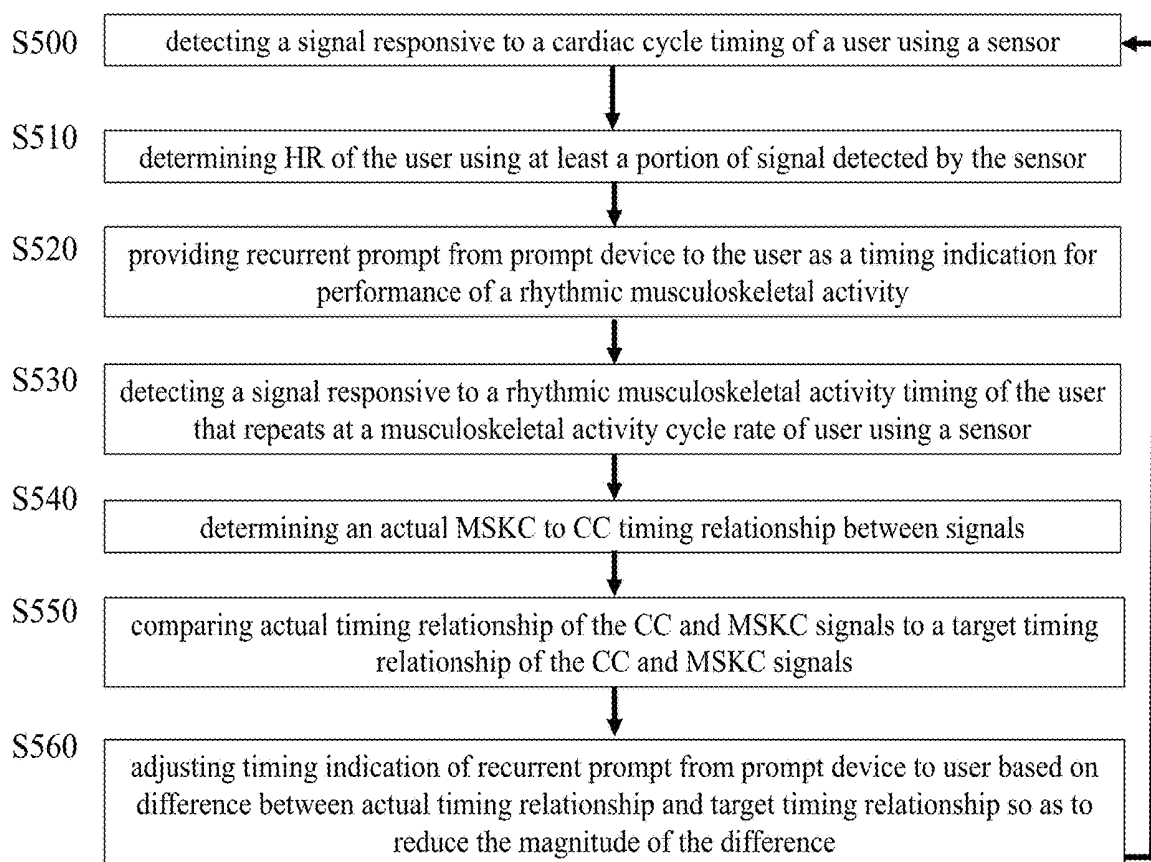 S500
detecting a signal responsive to a cardiac cycle timing of a user using a sensor
S510
determining HR of the user using at least a portion of signal detected by the sensor
S520
providing recurrent prompt from prompt device to the user as a timing indication for
performance of a rhythmic musculoskeletal activity
S530
detecting a signal responsive to a rhythmic musculoskeletal activity timing of the user
that repeats at a musculoskeletal activity cycle rate of user using a sensor
S540
determining an actual MSKC to CC timing relationship between signals
S550
comparing actual timing relationship of the CC and MSKC signals to a target timing
relationship of the CC and MSKC signals
S560
adjusting timing indication of recurrent prompt from prompt device to user based on
difference between actual timing relationship and target timing relationship so as to
reduce the magnitude of the difference